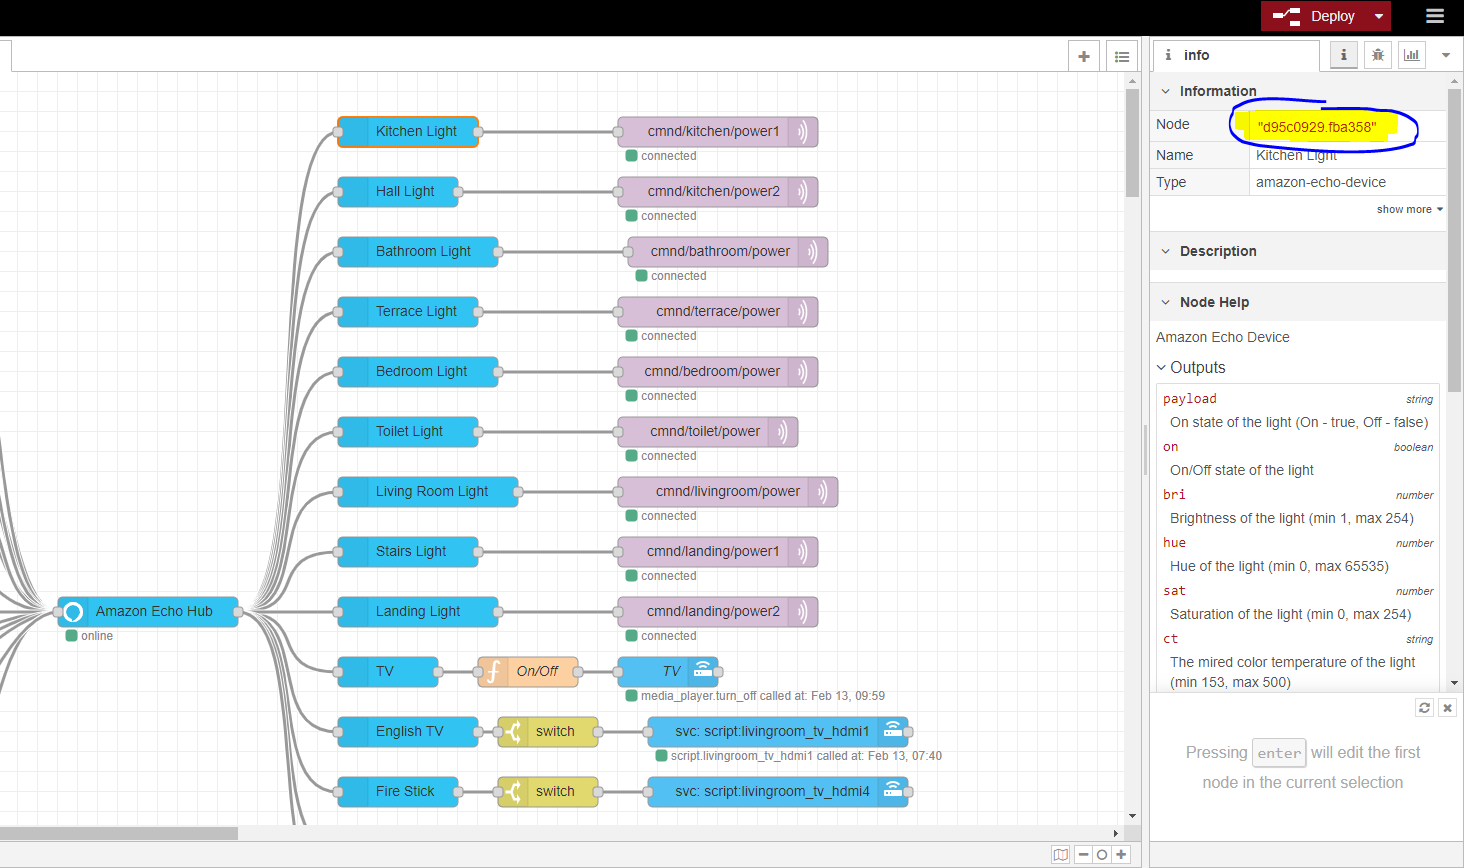 Deploy
info
Information
Node "d95c0929.fba358"
Name Kitchen Light
Type amazon-echo-device
show more
Description
Node Help
Amazon Echo Device
Outputs
payload string
On state of the light (On - true, Off - false)
on boolean
On/Off state of the light
bri number
Brightness of the light (min 1, max 254)
hue number
Hue of the light (min 0, max 65535)
sat number
Saturation of the light (min 0, max 254)
ct string
The mired color temperature of the light
(min 153, max 500)
Pressing enter will edit the first
node in the current selection
Kitchen Light cmnd/kitchen/power1
connected
Hall Light cmnd/kitchen/power2
connected
Bathroom Light cmnd/bathroom/power
connected
Terrace Light cmnd/terrace/power
connected
Bedroom Light cmnd/bedroom/power
connected
Toilet Light cmnd/toilet/power
connected
Living Room Light cmnd/livingroom/power
connected
Stairs Light cmnd/landing/power1
connected
Amazon Echo Hub Landing Light cmnd/landing/power2
online connected
TV On/Off TV
media_player.turn_off called at: Feb 13, 09:59
English TV switch svc: script:livingroom_tv_hdmi1
script.livingroom_tv_hdmi1 called at: Feb 13, 07:40
Fire Stick switch svc: script:livingroom_tv_hdmi4